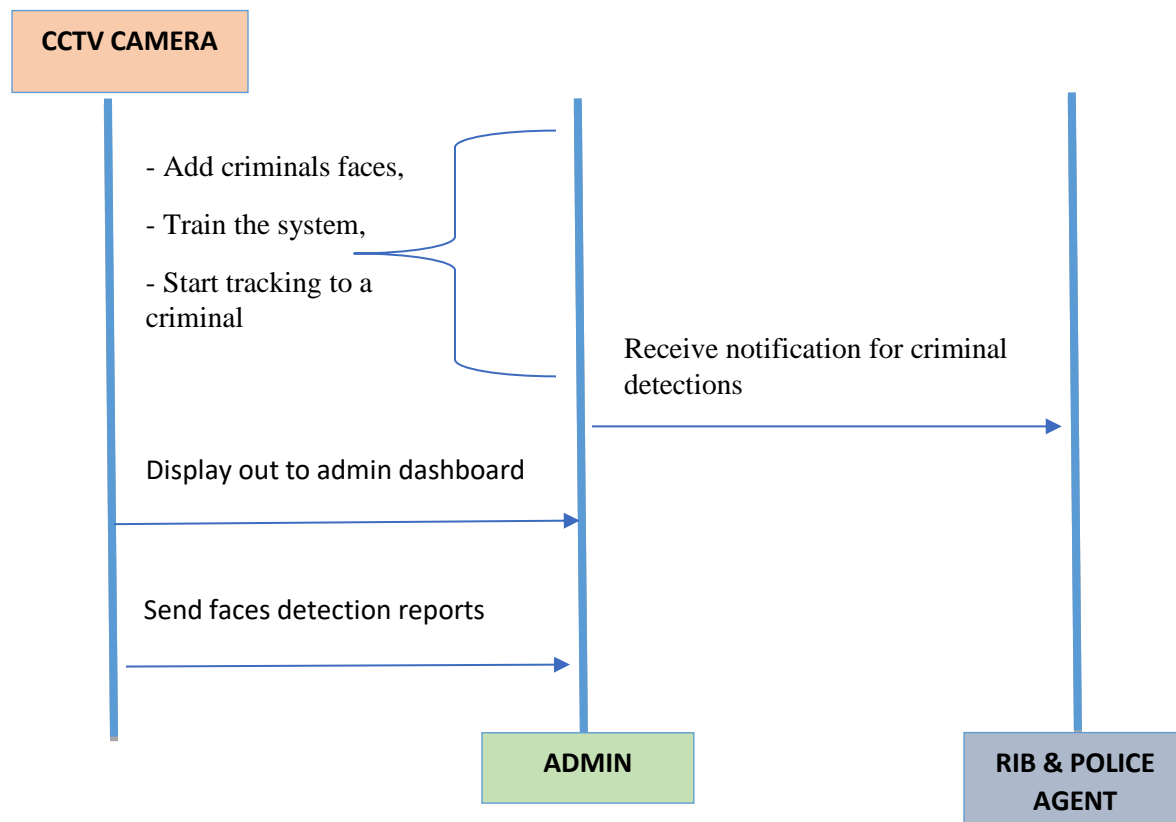 CCTV CAMERA
- Add criminals faces,
- Train the system,
- Start tracking to a
criminal
Receive notification for criminal
detections
Display out to admin dashboard
Send faces detection reports
ADMIN
RIB & POLICE
AGENT